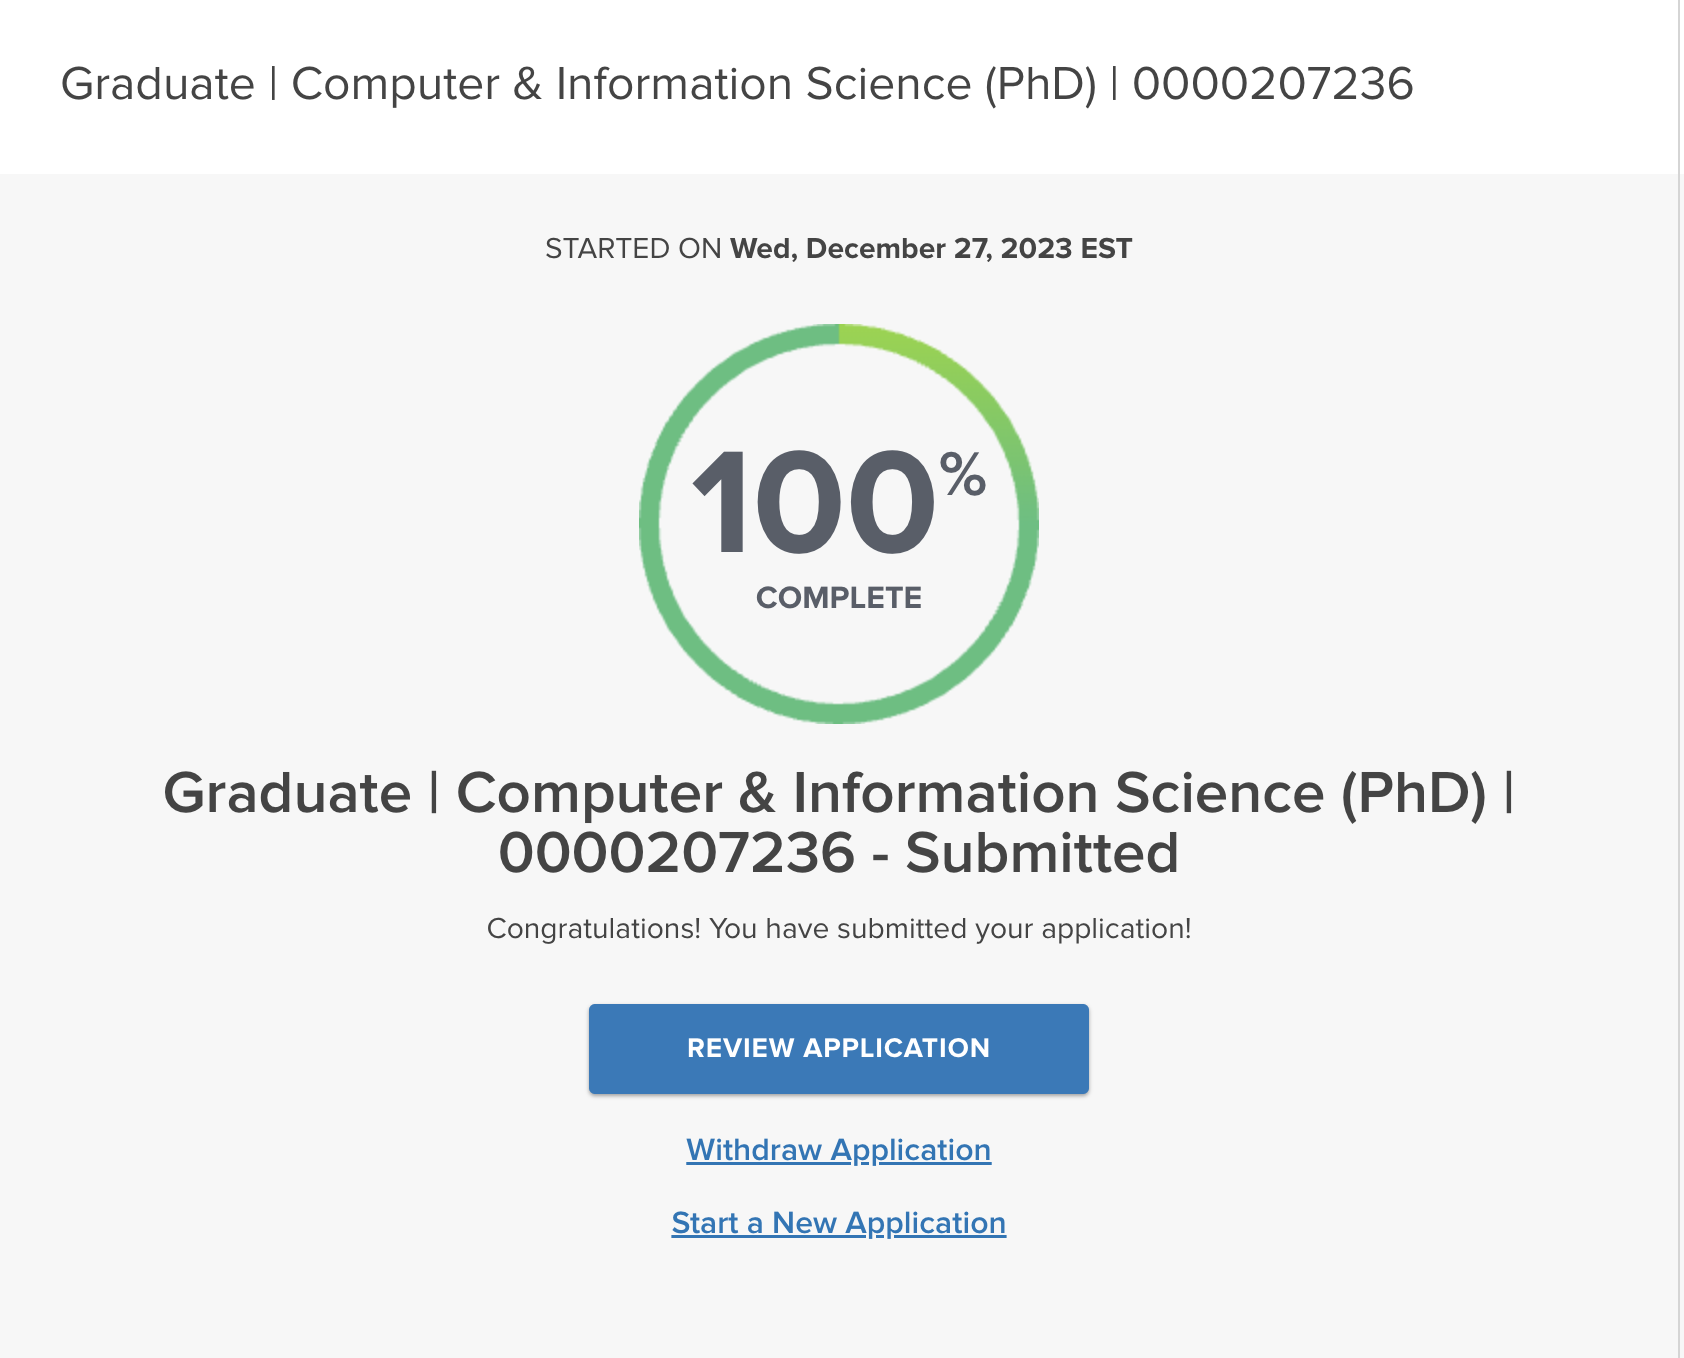 Graduate | Computer & Information Science (PhD) | 0000207236
STARTED ON Wed, December 27, 2023 EST
100%
COMPLETE
Graduate | Computer & Information Science (PhD) |
0000207236 - Submitted
Congratulations! You have submitted your application!
REVIEW APPLICATION
Withdraw Application
Start a New Application